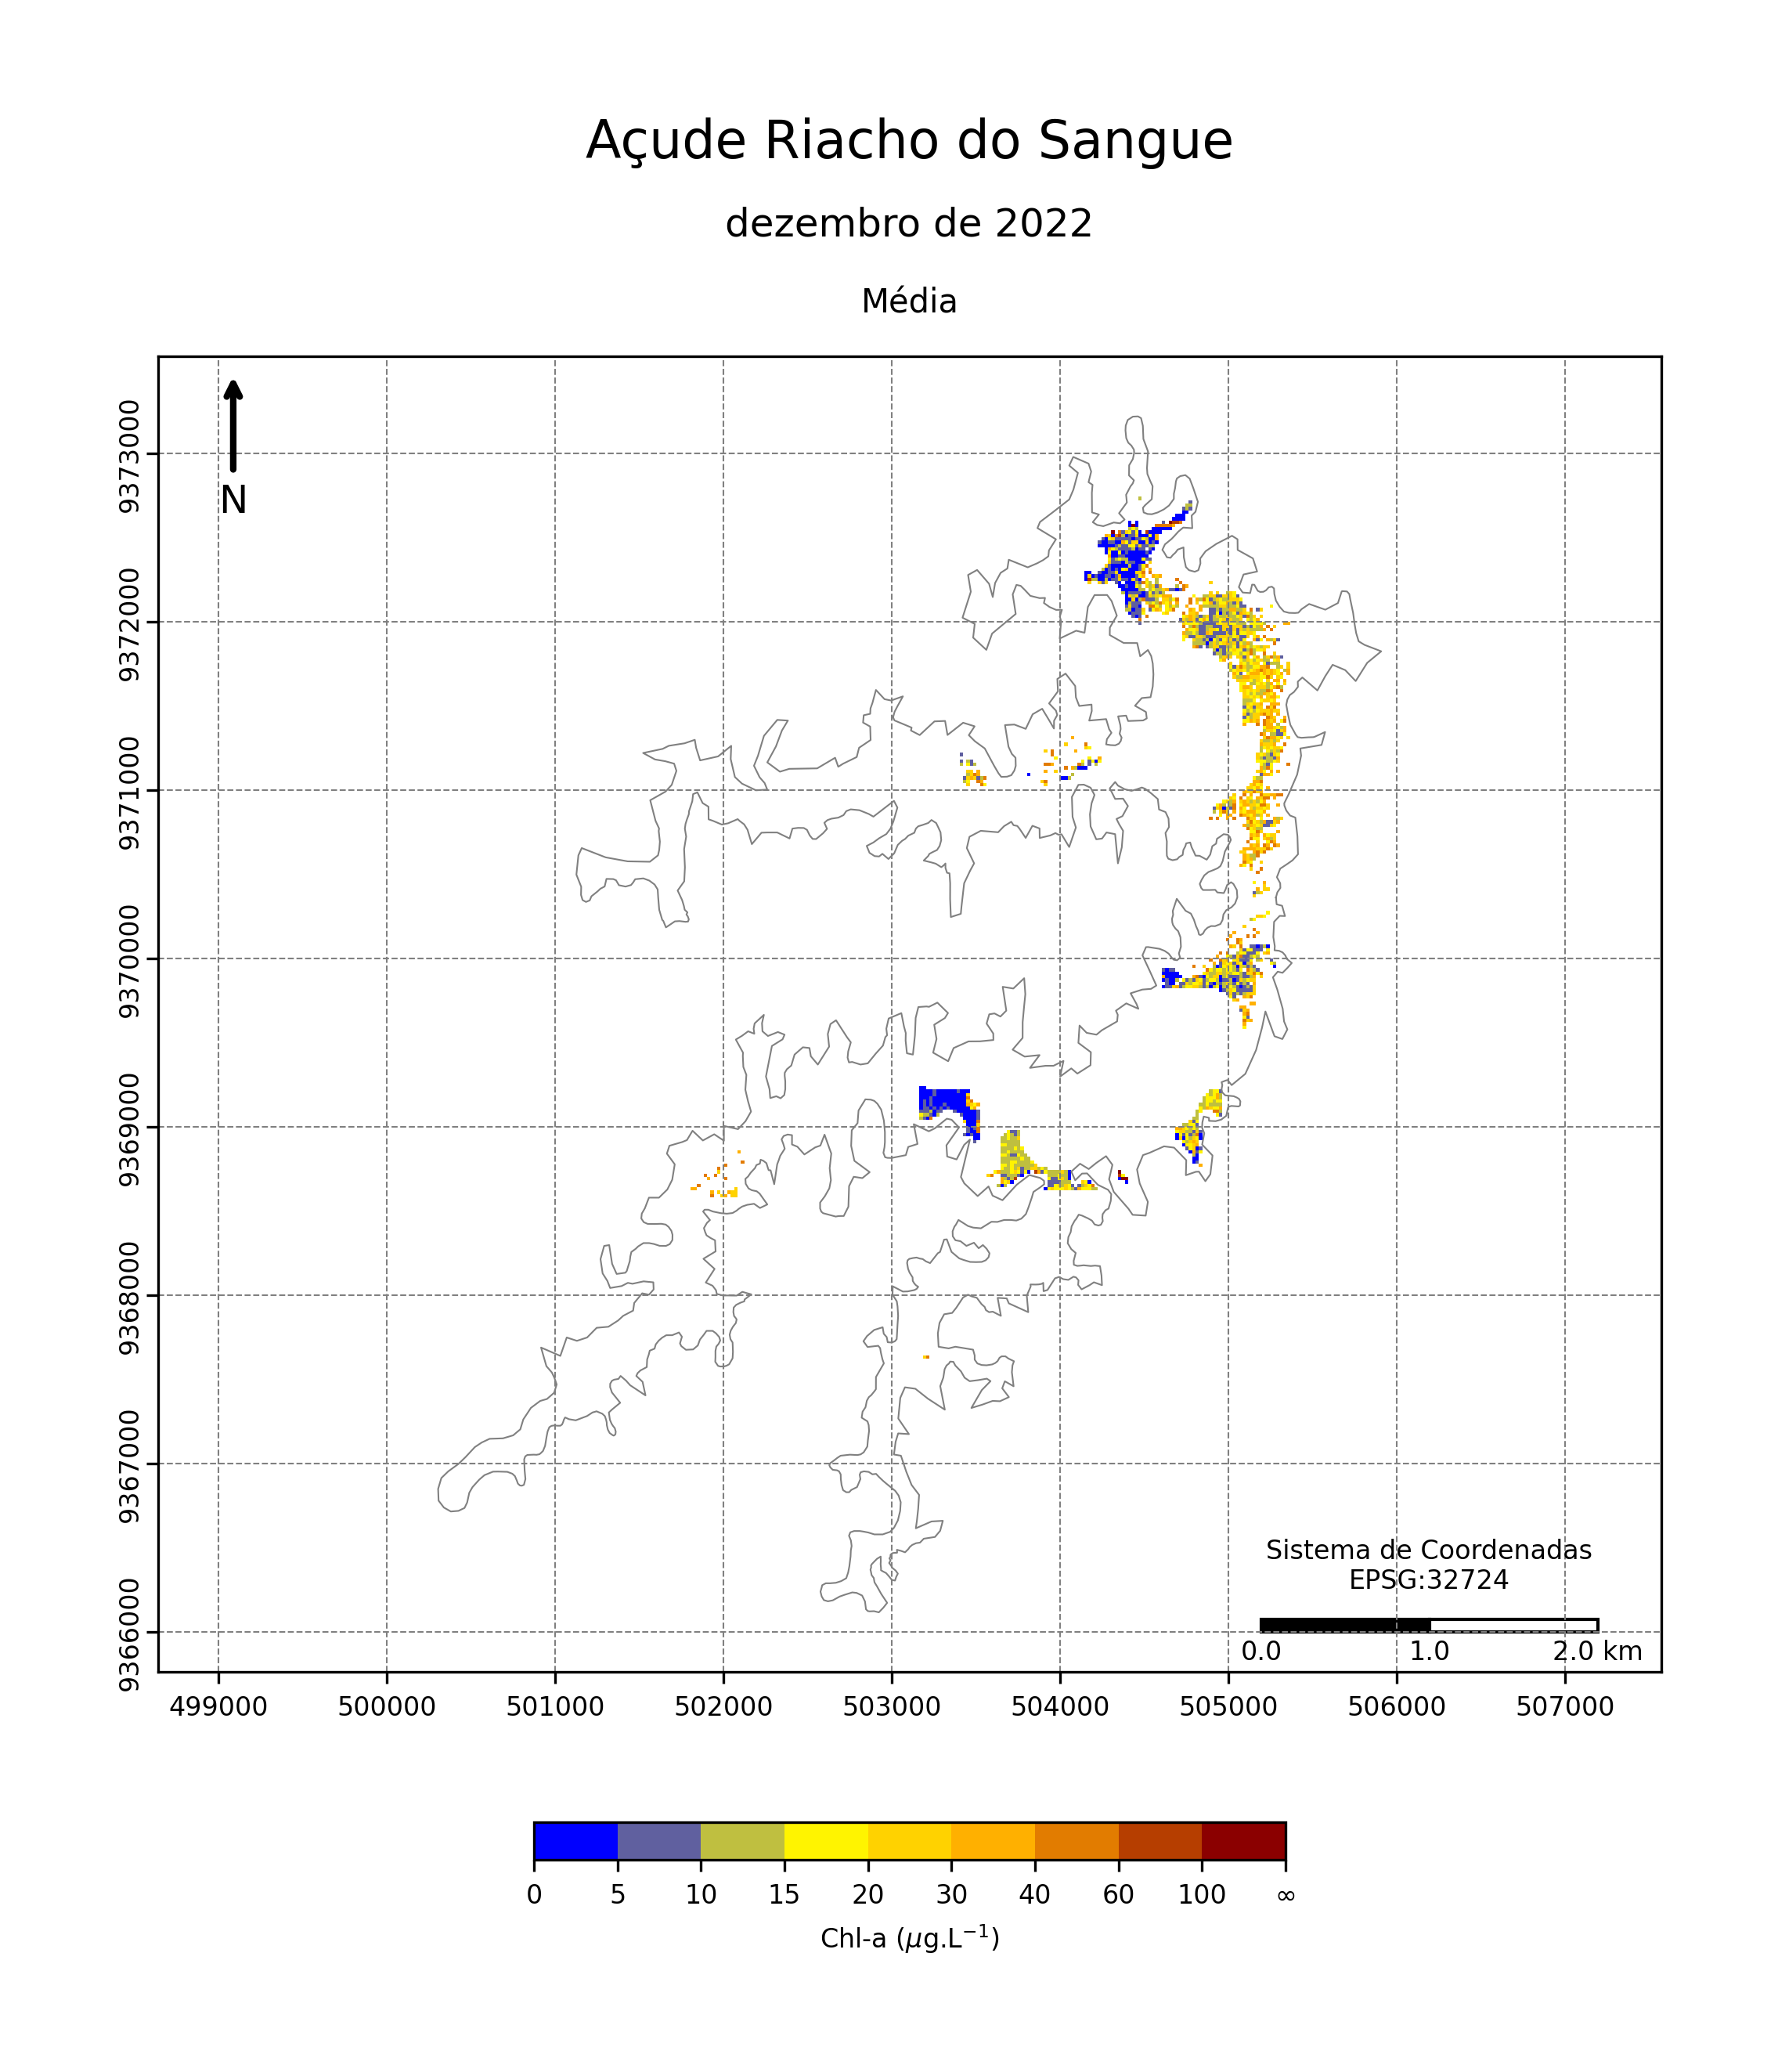 Açude Riacho do Sangue
dezembro de 2022
Média
N
9373000
9372000
9371000
9370000
9369000
9368000
9367000
9366000
Sistema de Coordenadas
EPSG:32724
0.0 1.0 2.0 km
499000 500000 501000 502000 503000 504000 505000 506000 507000
0 5 10 15 20 30 40 60 100 ∞
Chl-a (μg.L⁻¹)